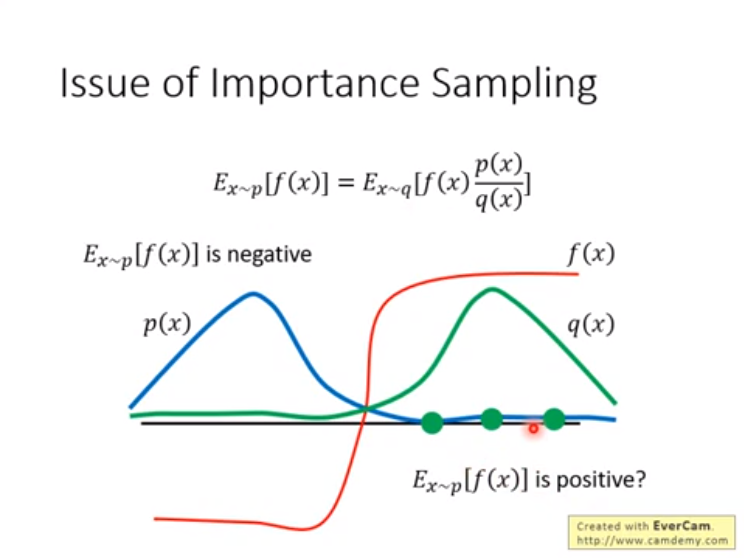 Issue of Importance Sampling
E_{x~p}[f(x)] = E_{x~q}[f(x) p(x)/q(x)]
E_{x~p}[f(x)] is negative
f(x)
p(x)
q(x)
E_{x~p}[f(x)] is positive?
Created with EverCam.
http://www.camdemy.com